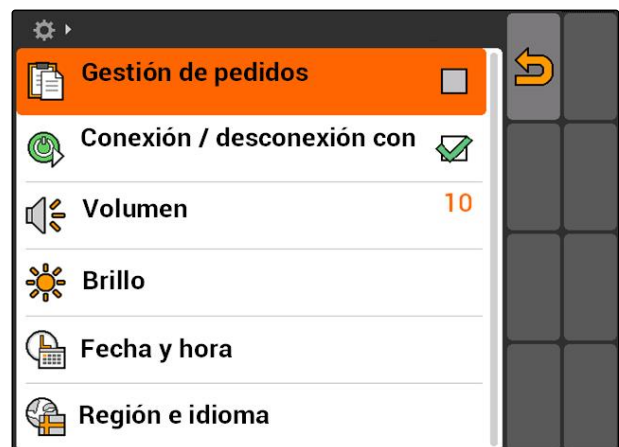 Gestión de pedidos
Conexión / desconexión con
Volumen
10
Brillo
Fecha y hora
Región e idioma